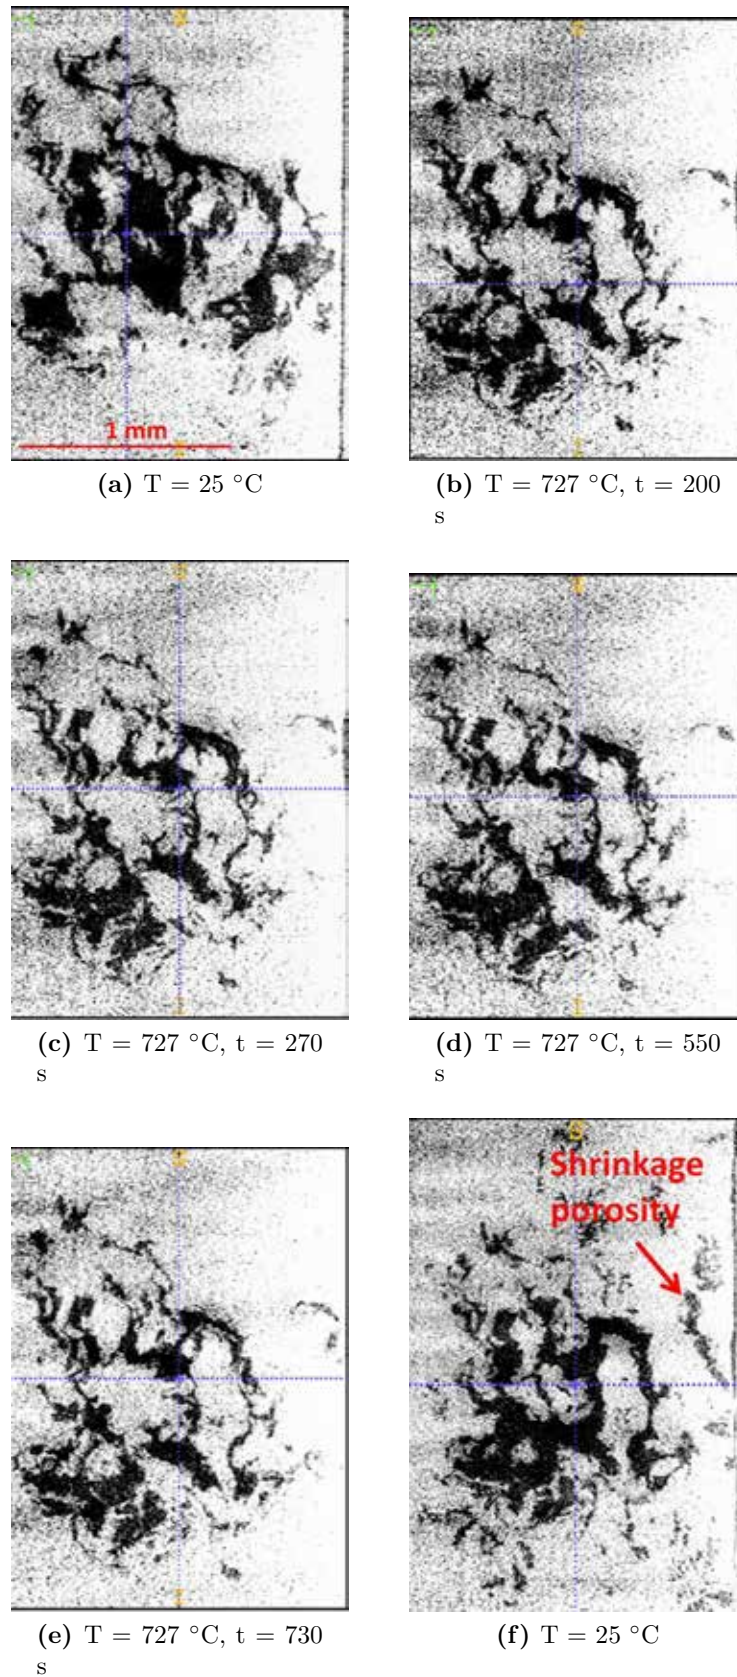 1 mm
(a) T = 25 °C
(b) T = 727 °C, t = 200
s
(c) T = 727 °C, t = 270
s
(d) T = 727 °C, t = 550
s
(e) T = 727 °C, t = 730
s
S
Shrinkage
porosity
(f) T = 25 °C